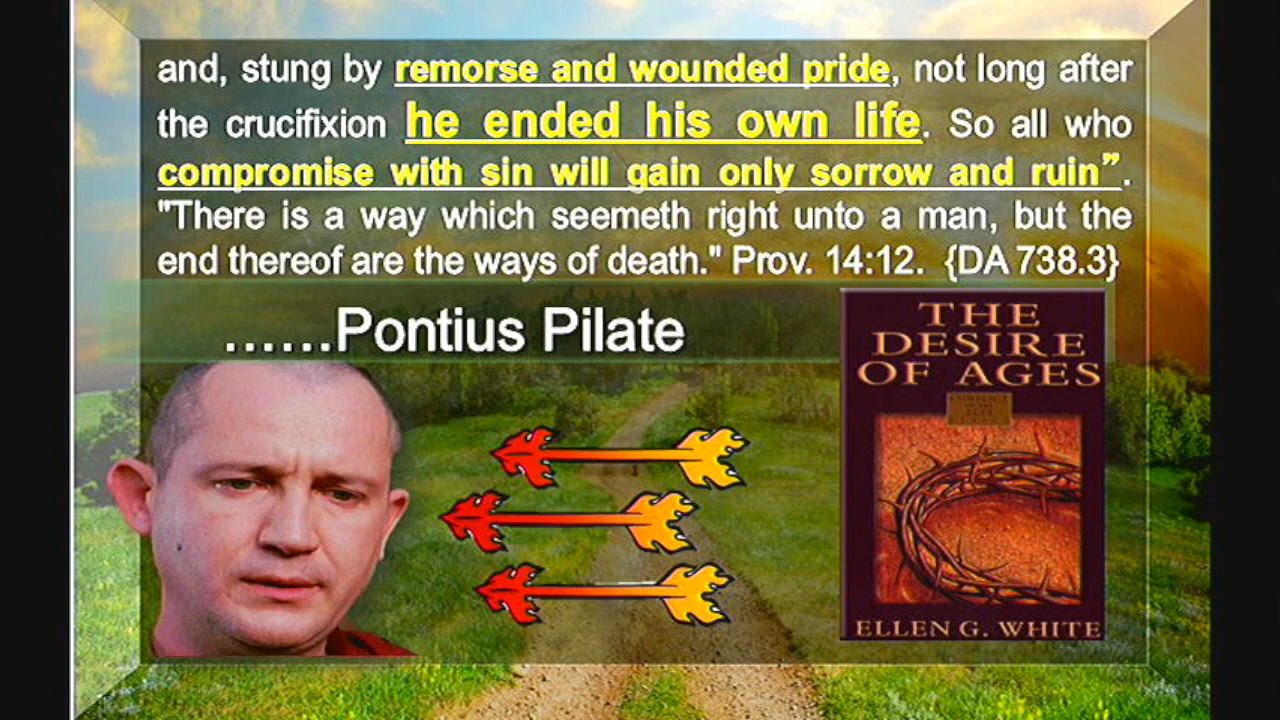 and, stung by remorse and wounded pride, not long after
the crucifixion he ended his own life. So all who
compromise with sin will gain only sorrow and ruin”.
"There is a way which seemeth right unto a man, but the
end thereof are the ways of death." Prov. 14:12. {DA 738.3}
......Pontius Pilate
THE
DESIRE
OF AGES
ELLEN G. WHITE